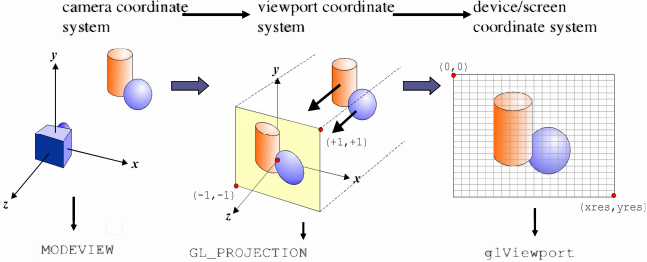 camera coordinate system
viewport coordinate system
device/screen coordinate system
y
x
z
y
x
z
(+1,+1)
(-1,-1)
(0,0)
(xres,yres)
MODEVIEW
GL_PROJECTION
glViewport